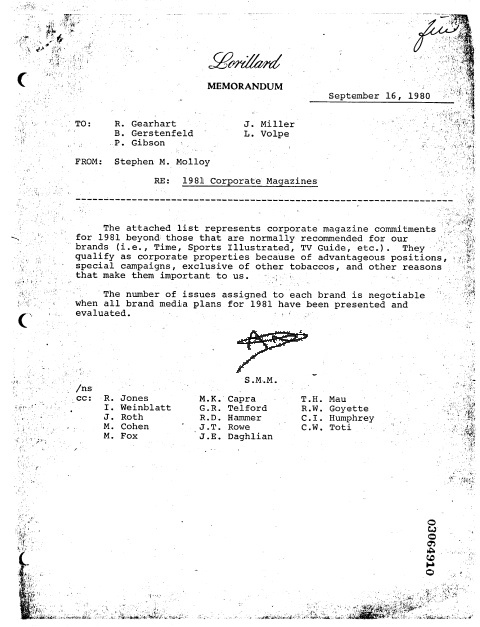 Lorillard
MEMORANDUM
September 16, 1980
TO: R. Gearhart J. Miller
B. Gerstenfeld L. Volpe
P. Gibson
FROM: Stephen M. Molloy
RE: 1981 Corporate Magazines
The attached list represents corporate magazine commitments
for 1981 beyond those that are normally recommended for our
brands (i.e., Time, Sports Illustrated, TV Guide, etc.). They
qualify as corporate properties because of advantageous positions,
special campaigns, exclusive of other tobaccos, and other reasons
that make them important to us.
The number of issues assigned to each brand is negotiable
when all brand media plans for 1981 have been presented and
evaluated.
S.M.M.
/ns
cc: R. Jones M.K. Capra T.H. Mau
I. Weinblatt G.R. Telford R.W. Goyette
J. Roth R.D. Hammer C.I. Humphrey
M. Cohen J.T. Rowe C.W. Toti
M. Fox J.E. Daghlian
03064910